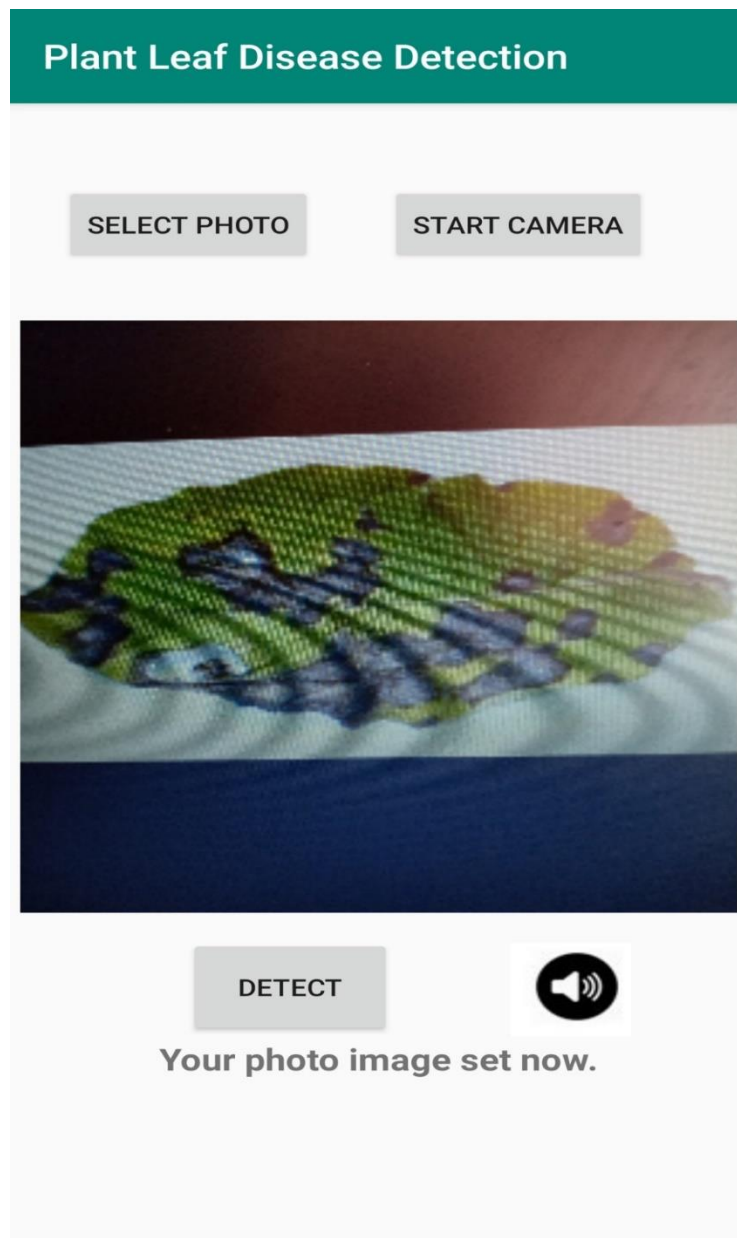 Plant Leaf Disease Detection
SELECT PHOTO
START CAMERA
DETECT
Your photo image set now.